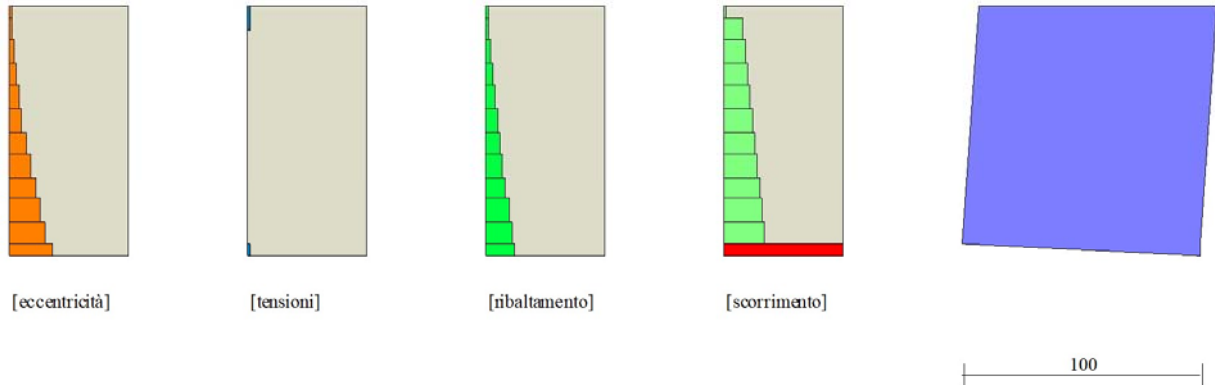 [eccentricità]
[tensioni]
[ribaltamento]
[scorrimento]
100